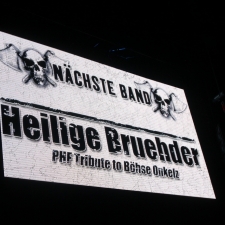 NÄCHSTE BAND
Heilige Bruehder
PHF Tribute to Böhse Onkelz